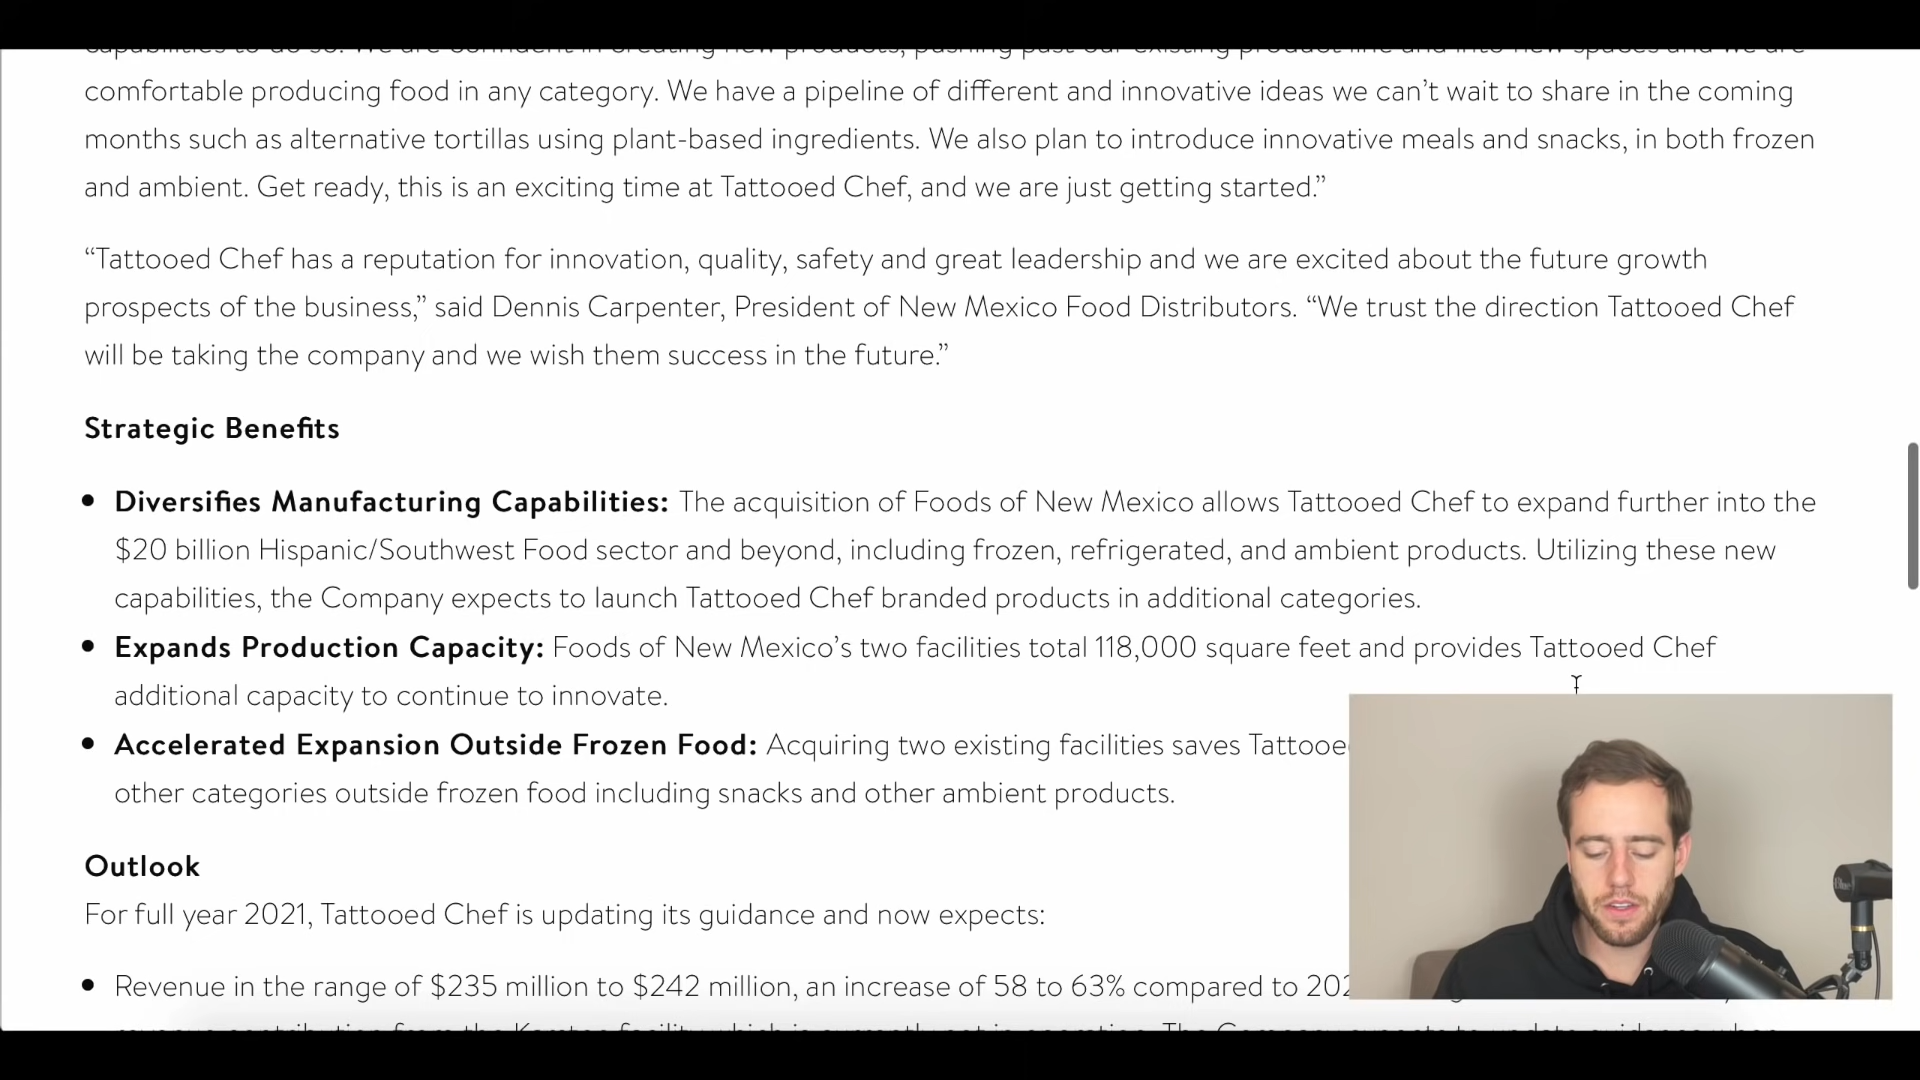 comfortable producing food in any category. We have a pipeline of different and innovative ideas we can’t wait to share in the coming
months such as alternative tortillas using plant-based ingredients. We also plan to introduce innovative meals and snacks, in both frozen
and ambient. Get ready, this is an exciting time at Tattooed Chef, and we are just getting started.”
“Tattooed Chef has a reputation for innovation, quality, safety and great leadership and we are excited about the future growth
prospects of the business,” said Dennis Carpenter, President of New Mexico Food Distributors. “We trust the direction Tattooed Chef
will be taking the company and we wish them success in the future.”
Strategic Benefits
• Diversifies Manufacturing Capabilities: The acquisition of Foods of New Mexico allows Tattooed Chef to expand further into the
$20 billion Hispanic/Southwest Food sector and beyond, including frozen, refrigerated, and ambient products. Utilizing these new
capabilities, the Company expects to launch Tattooed Chef branded products in additional categories.
• Expands Production Capacity: Foods of New Mexico’s two facilities total 118,000 square feet and provides Tattooed Chef
additional capacity to continue to innovate.
• Accelerated Expansion Outside Frozen Food: Acquiring two existing facilities saves
other categories outside frozen food including snacks and other ambient products.
Outlook
For full year 2021, Tattooed Chef is updating its guidance and now expects:
• Revenue in the range of $235 million to $242 million, an increase of 58 to 63% compared to